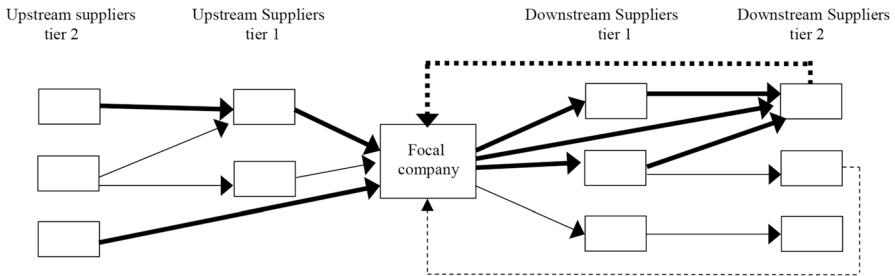 Upstream suppliers
tier 2
Upstream Suppliers
tier 1
Downstream Suppliers
tier 1
Downstream Suppliers
tier 2
Focal
company